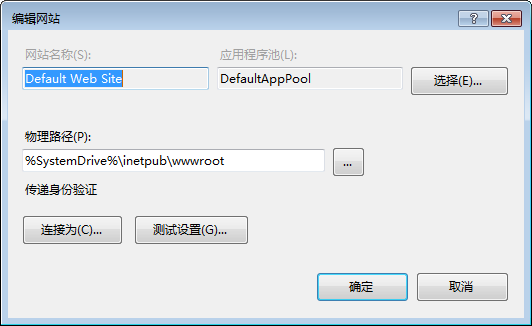 编辑网站
网站名称(S):
应用程序池(L):
Default Web Site
DefaultAppPool
选择(E)...
物理路径(P):
%SystemDrive%\inetpub\wwwroot
...
传递身份验证
连接为(C)...
测试设置(G)...
确定
取消